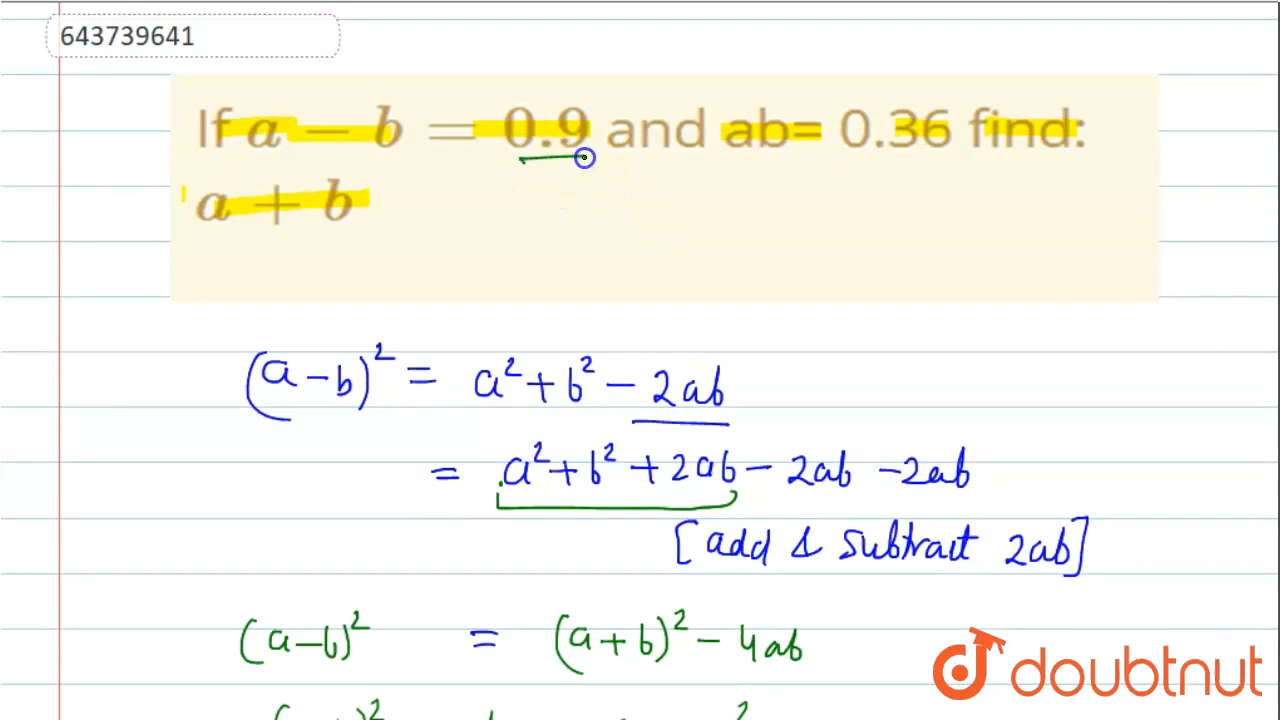 643739641
If a − b = 0.9 and ab= 0.36 find:
a + b
(a−b)² = a²+b² − 2ab
= a²+b² + 2ab − 2ab − 2ab
[add & subtract 2ab]
(a−b)² = (a+b)² − 4ab
doubtnut